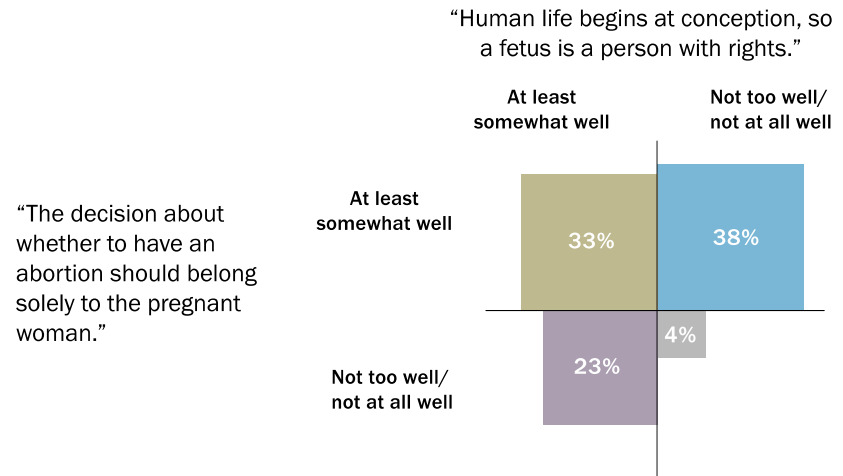 “Human life begins at conception, so
a fetus is a person with rights.”
At least
somewhat well
Not too well/
not at all well
“The decision about
whether to have an
abortion should belong
solely to the pregnant
woman.”
At least
somewhat well
33%
38%
Not too well/
not at all well
23%
4%